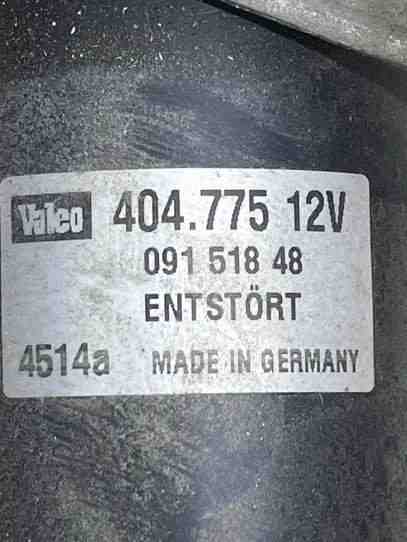 Valeo 404.775 12V
091 518 48
ENTSTÖRT
4514a MADE IN GERMANY